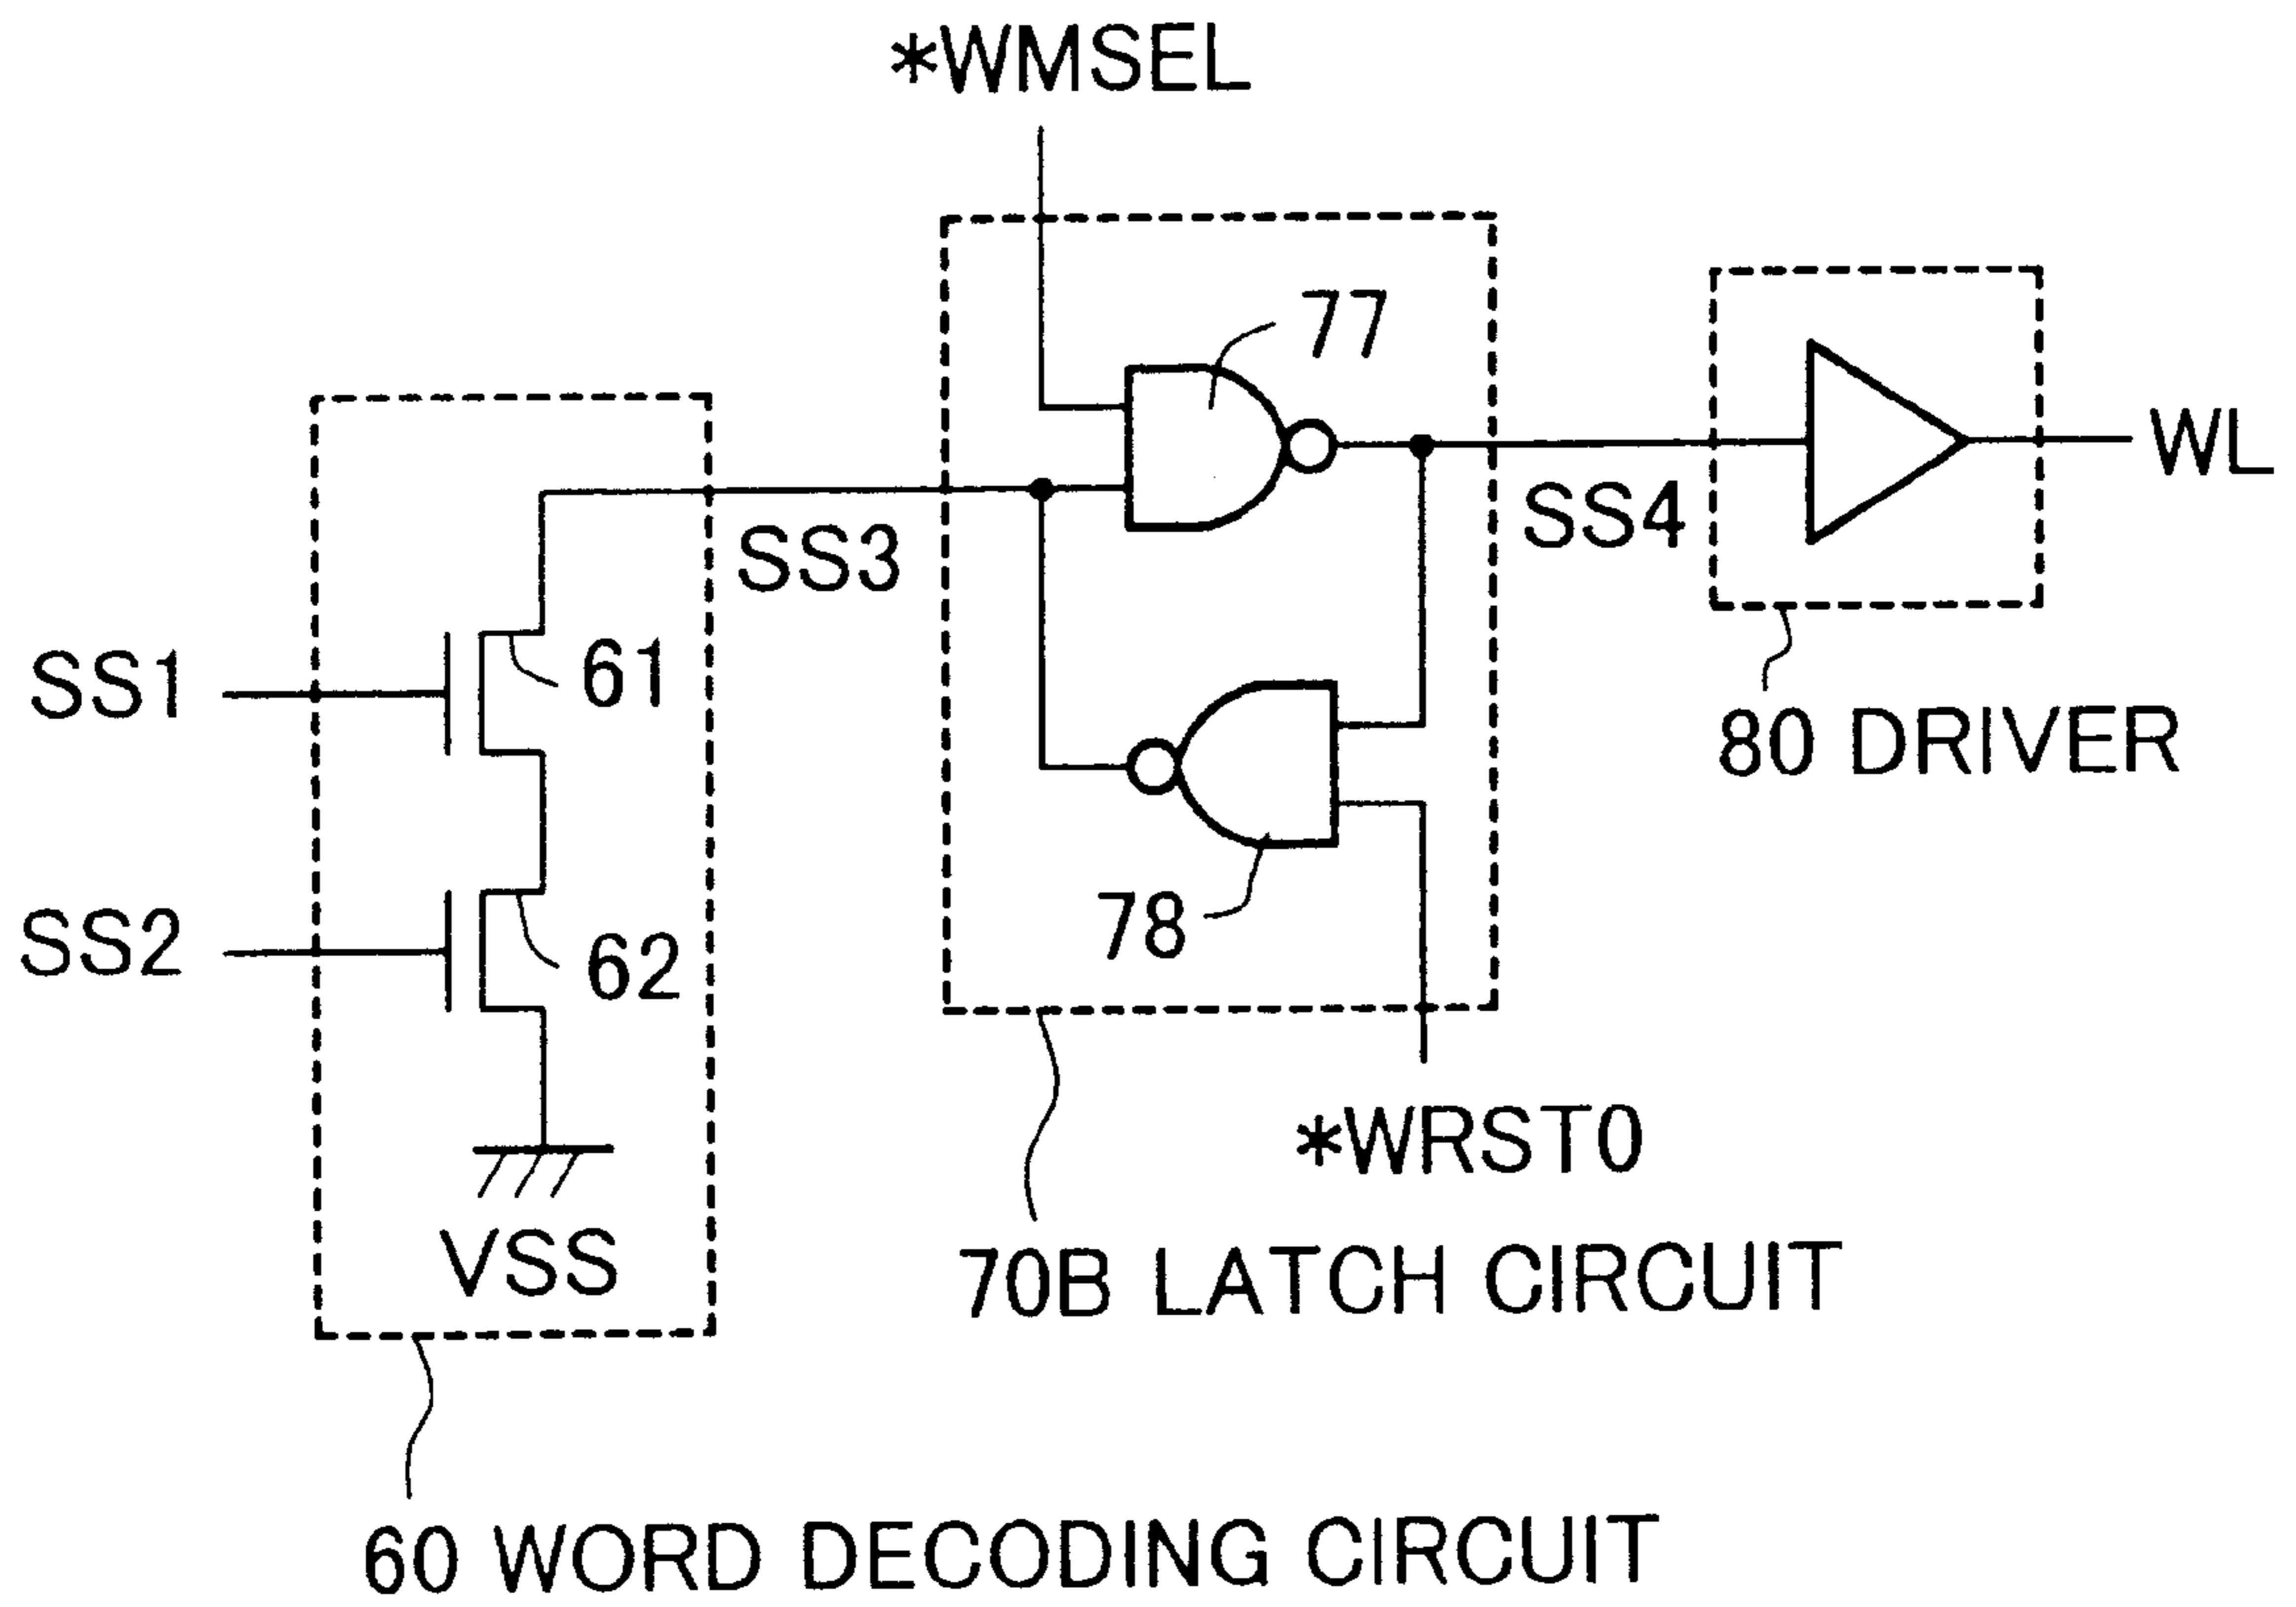 *WMSEL
77
WL
SS3
SS4
SS1
61
80 DRIVER
SS2
62
78
*WRST0
VSS
70B LATCH CIRCUIT
60 WORD DECODING CIRCUIT